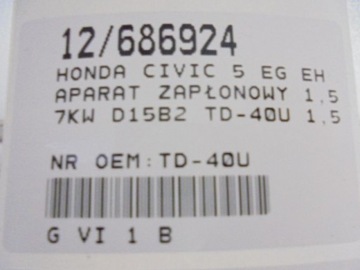 12/686924
HONDA CIVIC 5 EG EH
APARAT ZAPŁONOWY 1,5
7KW D15B2 TD-40U 1,5
NR OEM:TD-40U
G VI 1 B